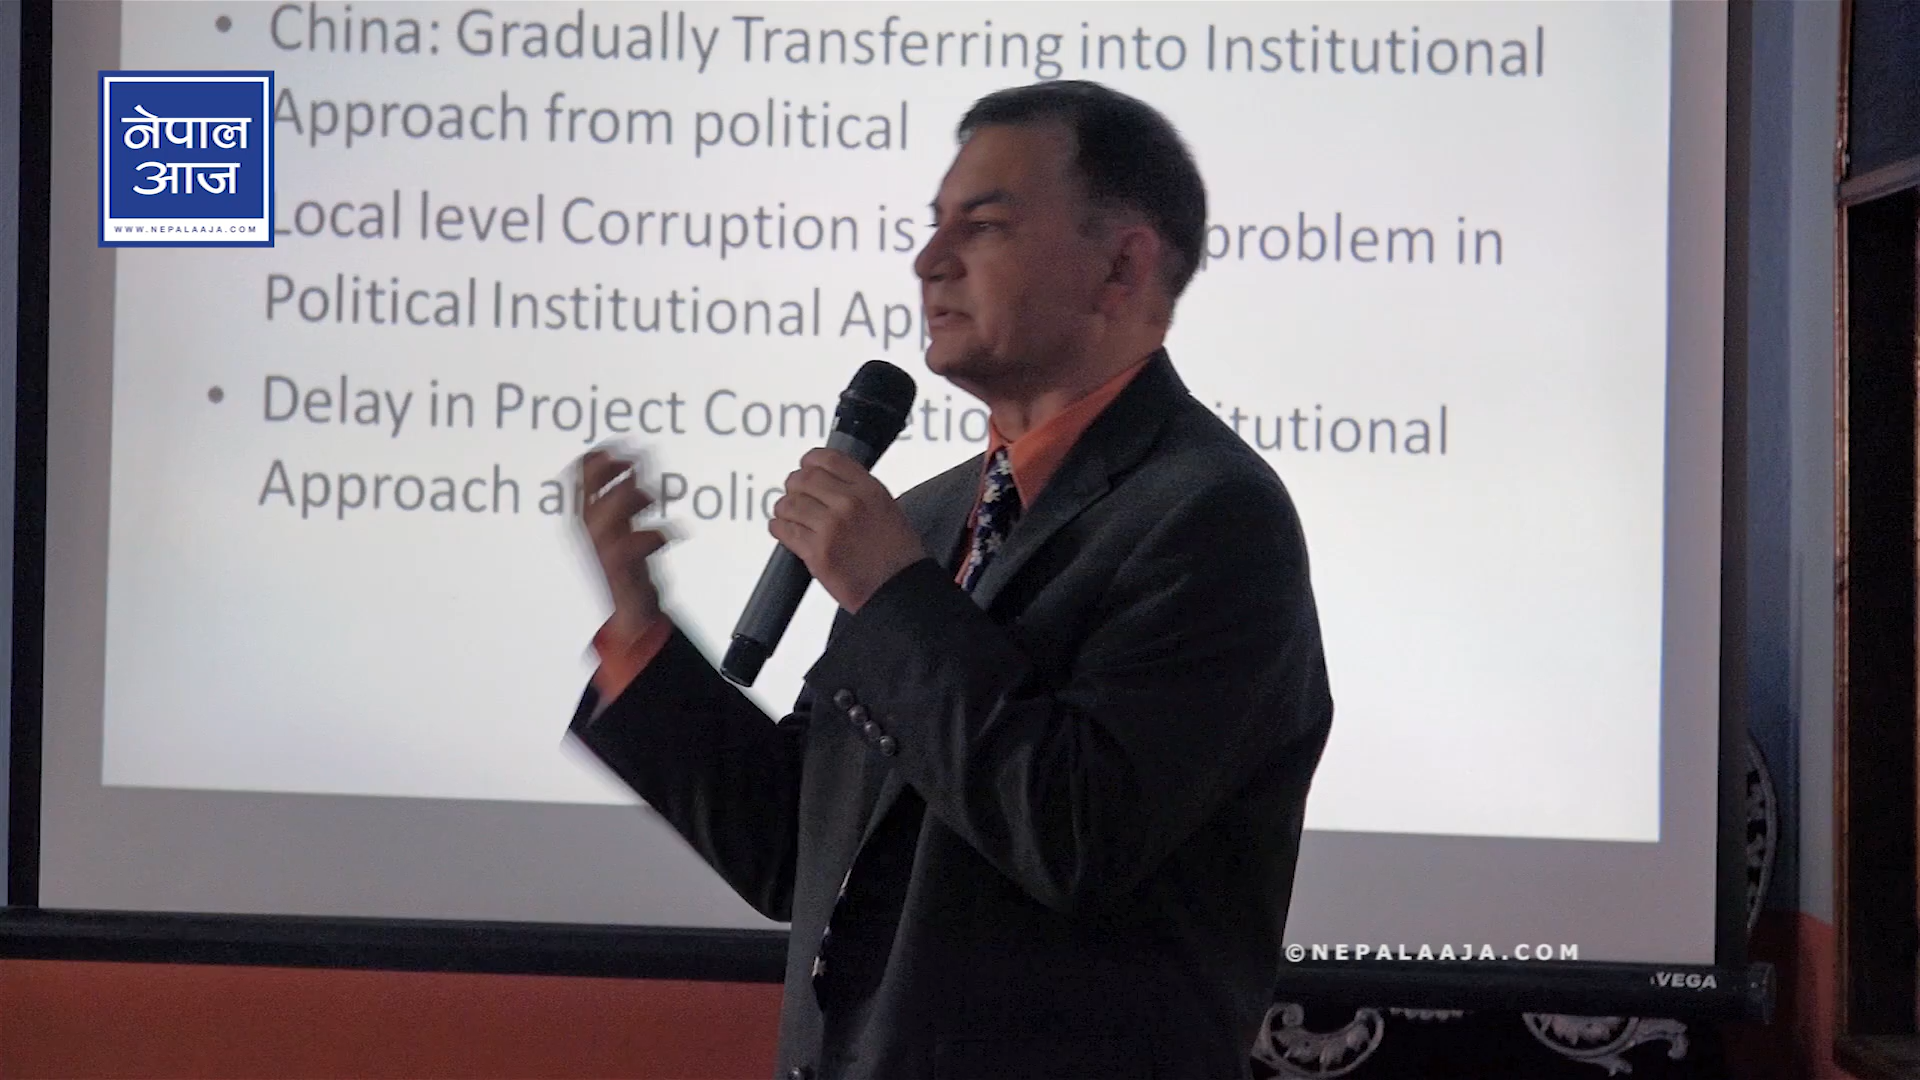 • China: Gradually Transferring into Institutional
Approach from political
Local level Corruption is problem in
Political Institutional
• Delay in Project
Approach
नेपाल
आज
WWW.NEPALAAJA.COM
©NEPALAAJA.COM
VEGA